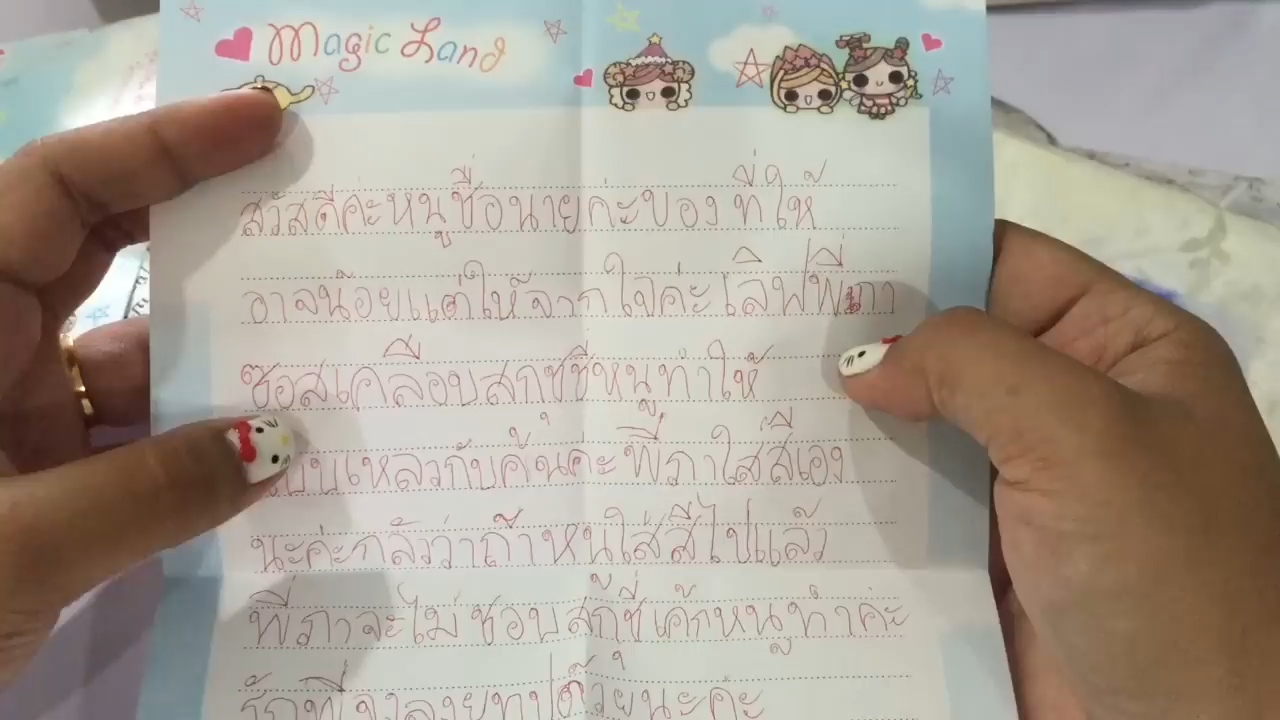 Magic Land
สวัสดีค่ะหนูชื่อนายค่ะของที่ให้
อาจน้อยแต่ให้จากใจค่ะ เลิฟพี่ภา
ซอสเคลือบสกุชชี่หนูทำให้
แบบเหลวกับค้นคะ พี่ภาใส่สีเอง
นะค่ะกลัวว่าถ้าหนูใส่สีไปแล้ว
พี่ภาจะไม่ ชอบ สกุ้ชี่ เค้กหนูทำค่ะ